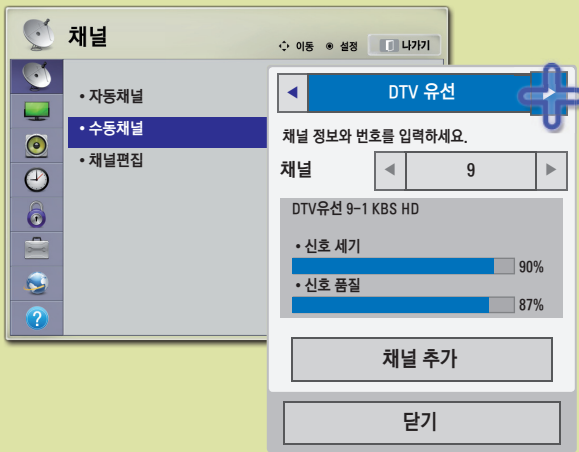 채널
이동 설정 나가기
• 자동채널
• 수동채널
• 채널편집
DTV 유선
채널 정보와 번호를 입력하세요.
채널 9
DTV유선 9-1 KBS HD
• 신호 세기
90%
• 신호 품질
87%
채널 추가
닫기
?